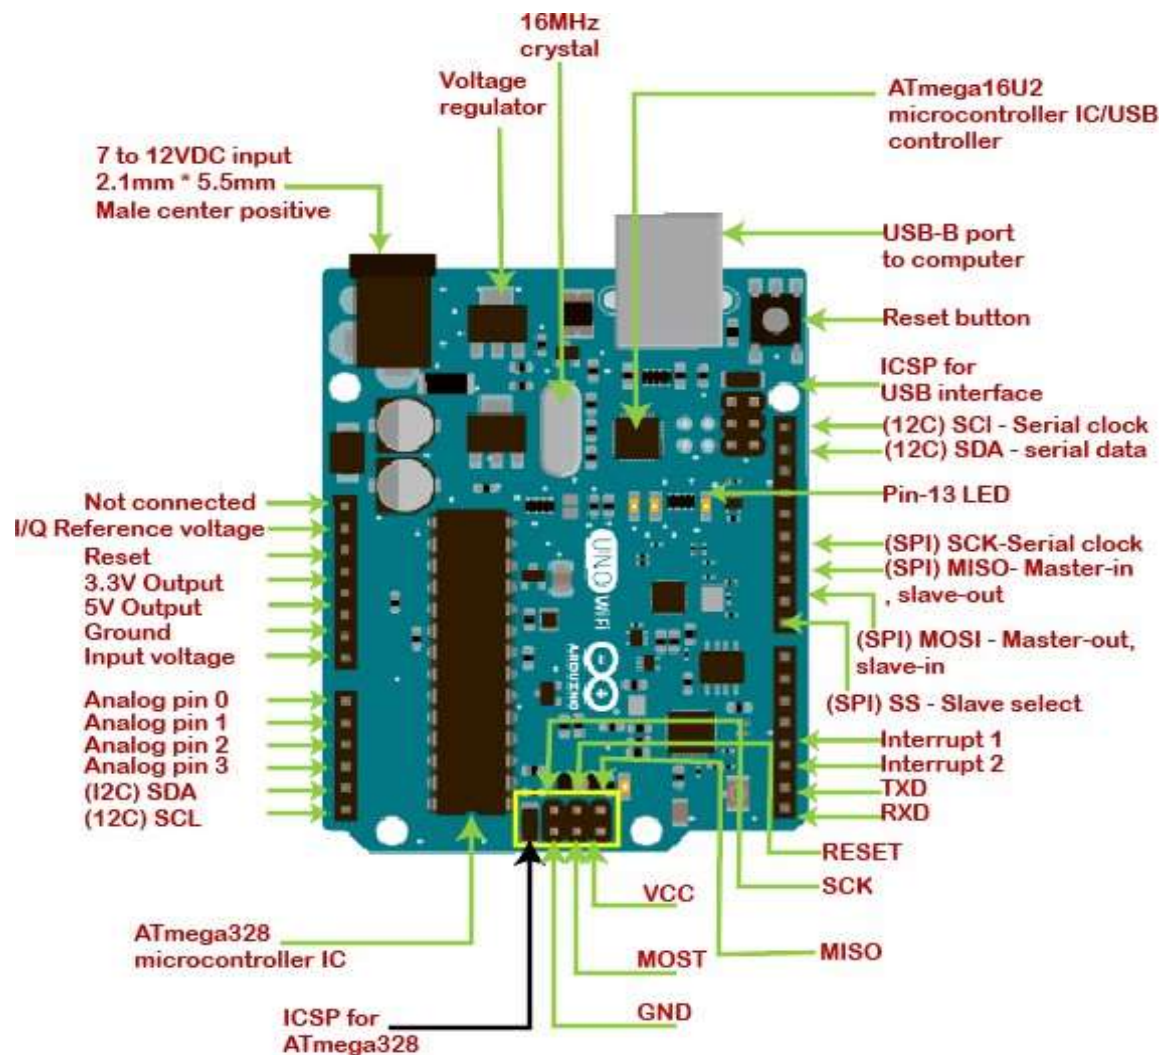 16MHz
crystal
Voltage
regulator
ATmega16U2
microcontroller IC/USB
controller
7 to 12VDC input
2.1mm * 5.5mm
Male center positive
USB-B port
to computer
Reset button
ICSP for
USB interface
(12C) SCI - Serial clock
(12C) SDA - serial data
Pin-13 LED
Not connected
I/Q Reference voltage
Reset
3.3V Output
5V Output
Ground
Input voltage
(SPI) SCK-Serial clock
(SPI) MISO- Master-in
, slave-out
(SPI) MOSI - Master-out,
slave-in
(SPI) SS - Slave select
UNO
WiFi
ARDUINO
Analog pin 0
Analog pin 1
Analog pin 2
Analog pin 3
(I2C) SDA
(12C) SCL
Interrupt 1
Interrupt 2
TXD
RXD
RESET
SCK
VCC
MISO
MOST
GND
ATmega328
microcontroller IC
ICSP for
ATmega328